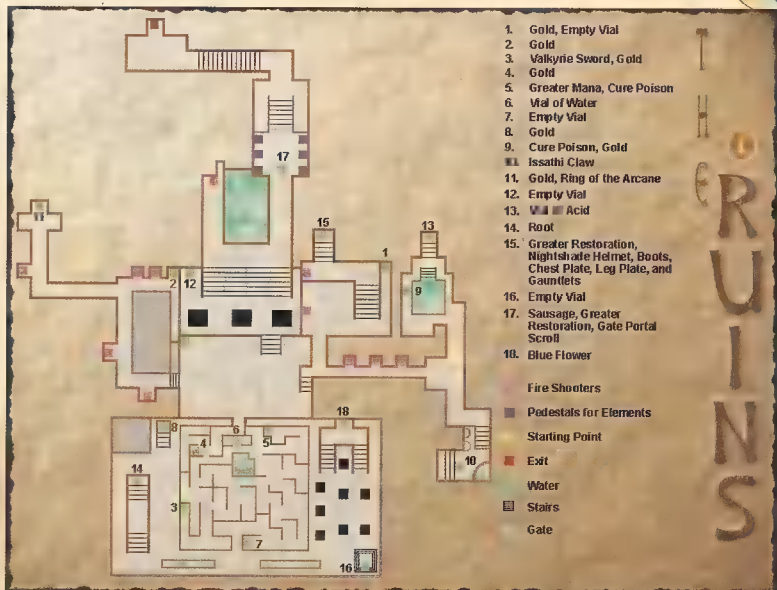 THE RUINS
1. Gold, Empty Vial
2. Gold
3. Valkyrie Sword, Gold
4. Gold
5. Greater Mana, Cure Poison
6. Vial of Water
7. Empty Vial
8. Gold
9. Cure Poison, Gold
Issathi Claw
11. Gold, Ring of the Arcane
12. Empty Vial
13. Acid
14. Root
15. Greater Restoration,
Nightshade Helmet, Boots,
Chest Plate, Leg Plate, and
Gauntlets
16. Empty Vial
17. Sausage, Greater
Restoration, Gate Portal
Scroll
18. Blue Flower
Fire Shooters
Pedestals for Elements
Starting Point
Exit
Water
Stairs
Gate
17
15
13
1
2 12
9
18
8
4
6
5
14
10
3
7
16